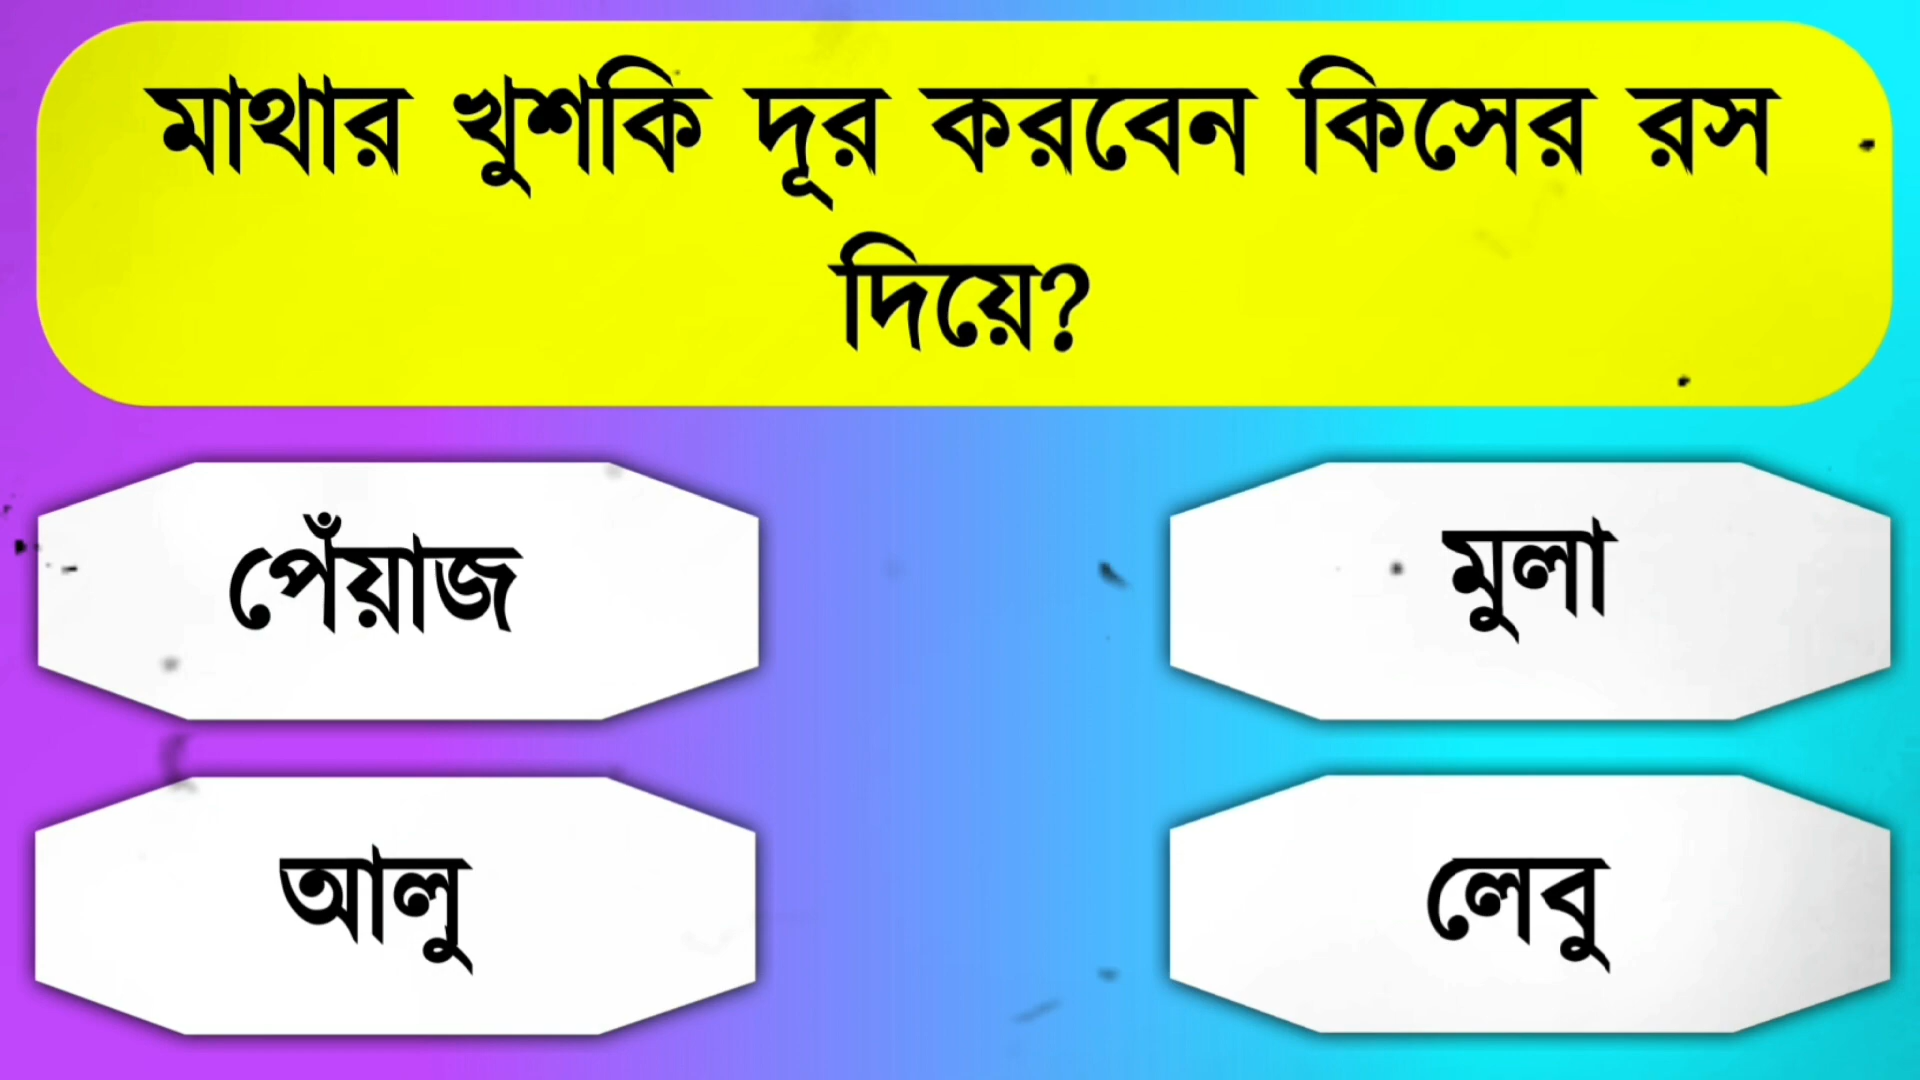 মাথার খুশকি দূর করবেন কিসের রস
দিয়ে?
পেঁয়াজ
মুলা
আলু
লেবু